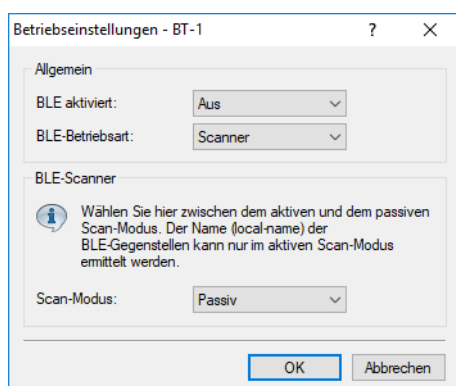 Betriebseinstellungen - BT-1 ?
Allgemein
BLE aktiviert: Aus
BLE-Betriebsart: Scanner
BLE-Scanner
Wählen Sie hier zwischen dem aktiven und dem passiven
Scan-Modus. Der Name (local-name) der
BLE-Gegenstellen kann nur im aktiven Scan-Modus
ermittelt werden.
Scan-Modus: Passiv
OK Abbrechen